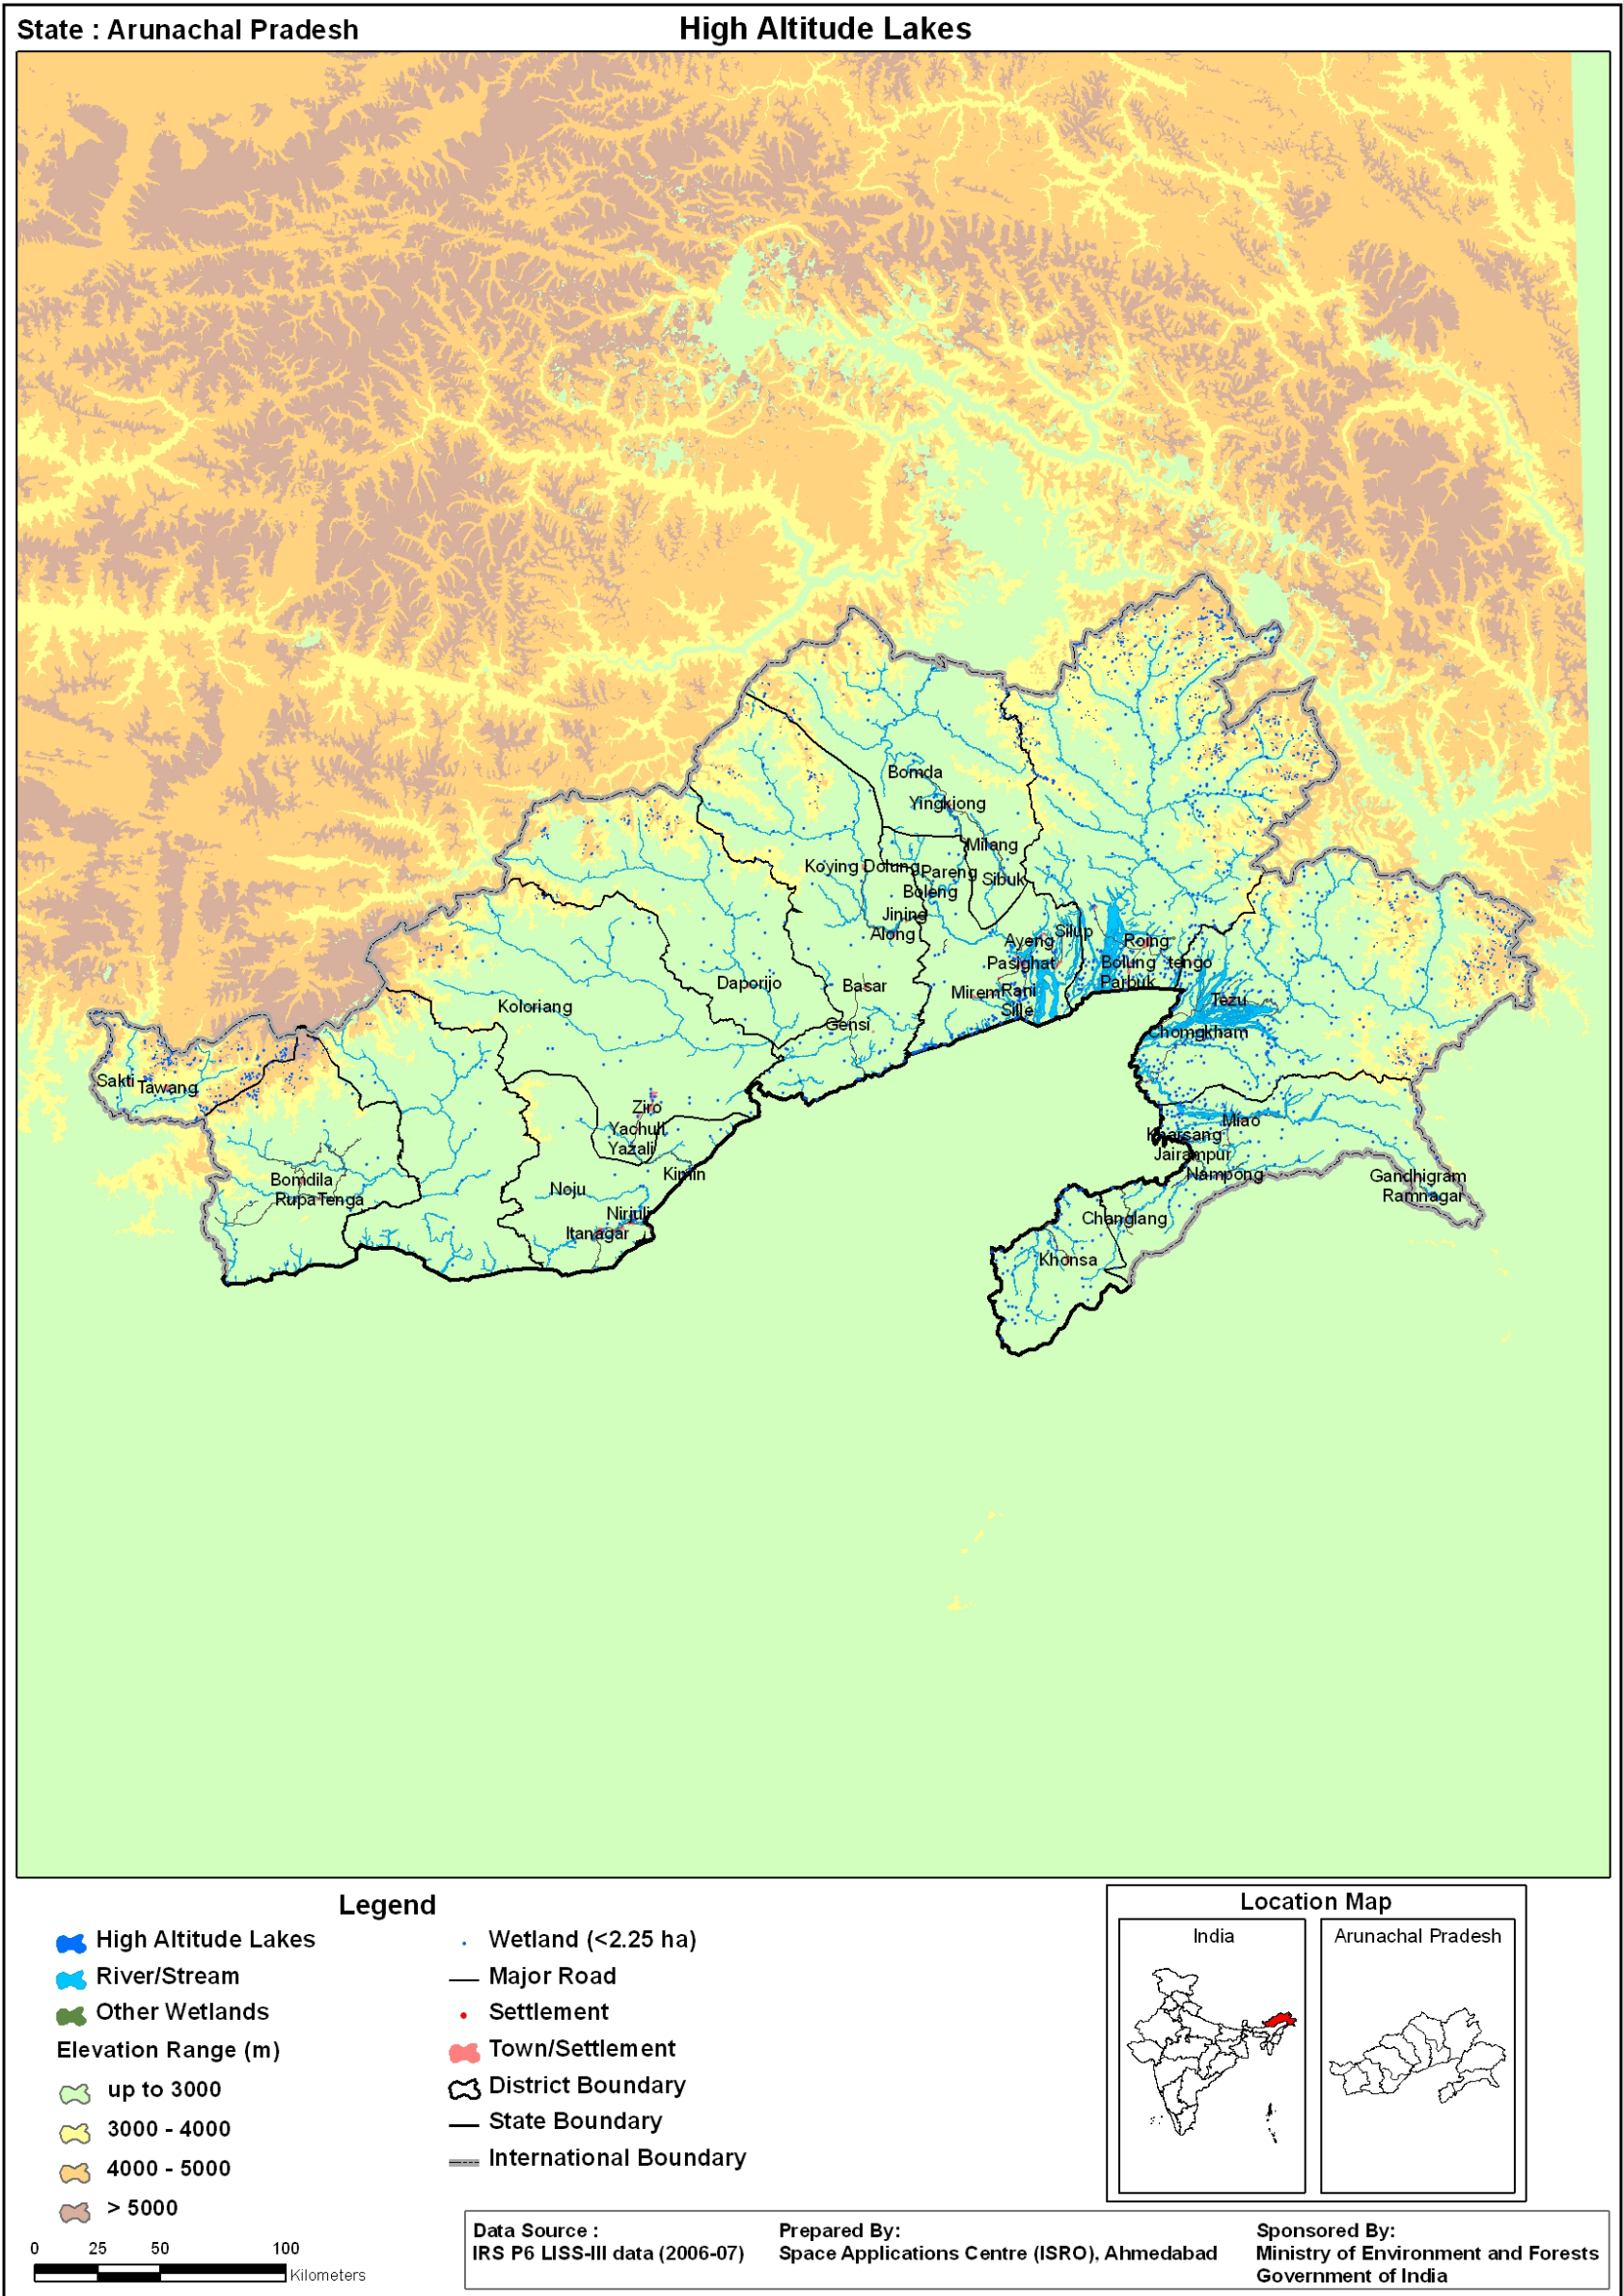 State : Arunachal Pradesh
High Altitude Lakes
Bomda
Yingkiong
Milang
Koying Dolung
Pareng
Sibuk
Boleng
Jining
Along
Silup
Ayeng
Roing
Pasighat
Bolung
tengo
Daporijo
Basar
Parbuk
Mirem
Rani
Sille
Tezu
Koloriang
Gensi
Chomgkham
Sakti
Tawang
Ziro
Miao
Yachuli
Kharsang
Yazali
Jairampur
Kimin
Nampong
Gandhigram
Bomdila
Noju
Ramnagar
Rupa
Tenga
Nirjuli
Changlang
Itanagar
Khonsa
Legend
High Altitude Lakes
River/Stream
Other Wetlands
Elevation Range (m)
up to 3000
3000 - 4000
4000 - 5000
> 5000
Wetland (<2.25 ha)
Major Road
Settlement
Town/Settlement
District Boundary
State Boundary
International Boundary
Location Map
India
Arunachal Pradesh
0 25 50 100
Kilometers
Data Source :
IRS P6 LISS-III data (2006-07)
Prepared By:
Space Applications Centre (ISRO), Ahmedabad
Sponsored By:
Ministry of Environment and Forests
Government of India